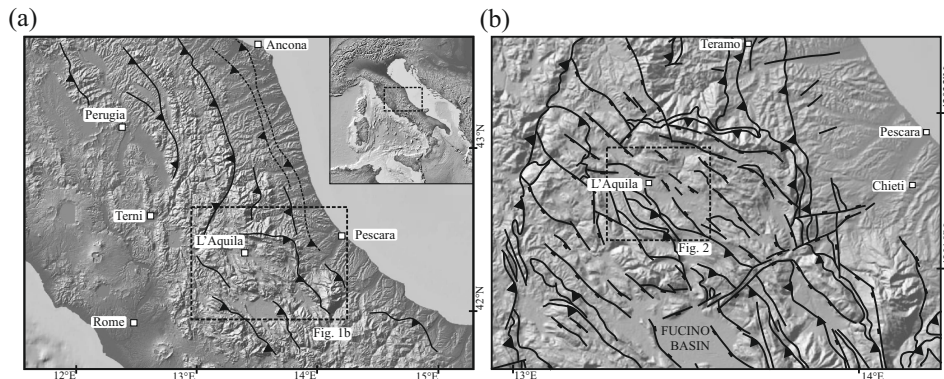 (a)
Ancona
Perugia
43°N
Terni
L'Aquila
Pescara
42°N
Rome
Fig. 1b
12°E
13°E
14°E
15°E
(b)
Teramo
Pescara
L'Aquila
Chieti
Fig. 2
FUCINO
BASIN
13°E
14°E